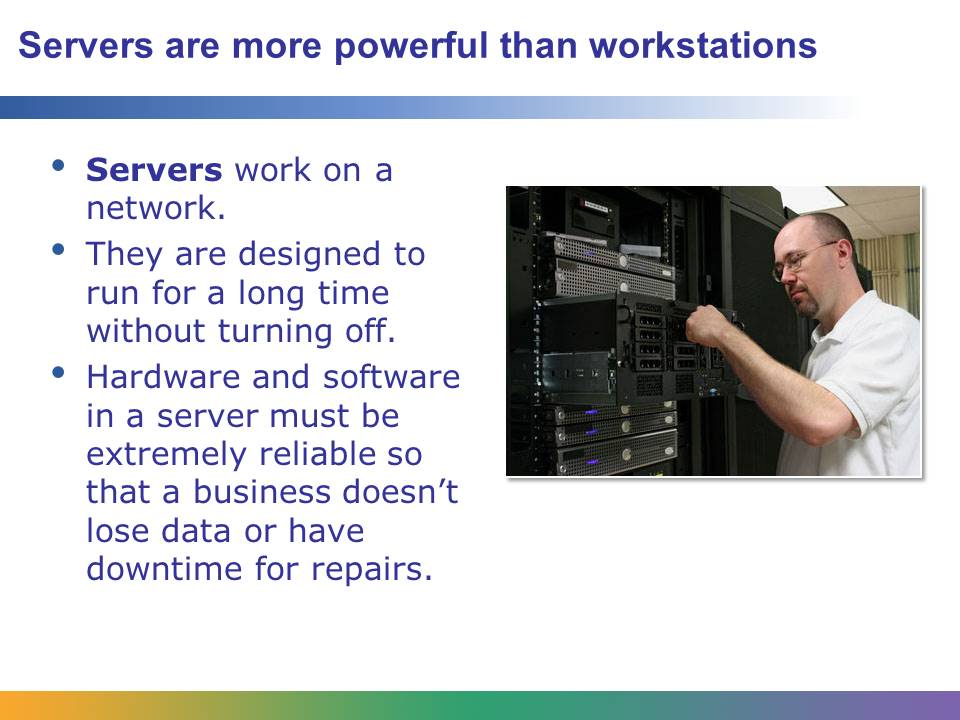 Servers are more powerful than workstations
• Servers work on a
network.
• They are designed to
run for a long time
without turning off.
• Hardware and software
in a server must be
extremely reliable so
that a business doesn’t
lose data or have
downtime for repairs.